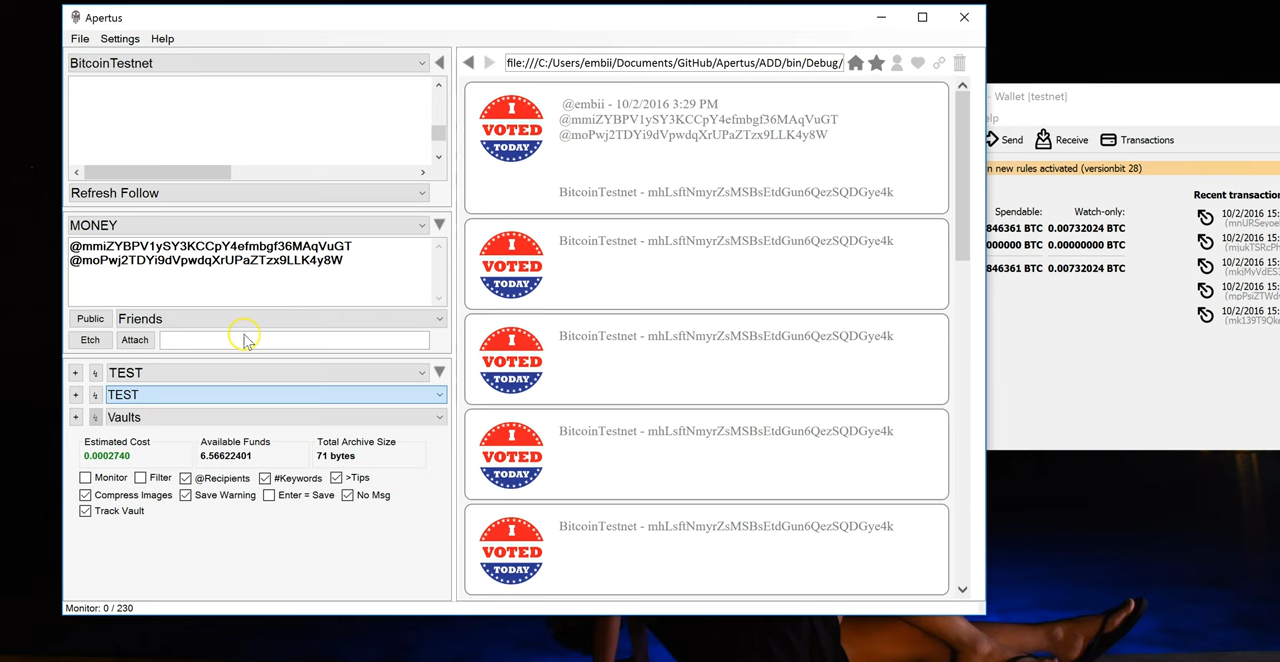 Apertus
File Settings Help
BitcoinTestnet
Refresh Follow
MONEY
@mmiZYBPV1ySY3KCCpY4efmbgf36MAqVuGT
@moPwj2TDYi9dVpwdqXrUPaZTzx9LLK4y8W
Public Friends
Etch Attach
+ TEST
+ TEST
+ Vaults
Estimated Cost Available Funds Total Archive Size
0.0002740 6.56622401 71 bytes
Monitor Filter @Recipients #Keywords >Tips
Compress Images Save Warning Enter = Save No Msg
Track Vault
Monitor: 0 / 230
file:///C:/Users/embii/Documents/GitHub/Apertus/ADD/bin/Debug/
I VOTED TODAY
@embii - 10/2/2016 3:29 PM
@mmiZYBPV1ySY3KCCpY4efmbgf36MAqVuGT
@moPwj2TDYi9dVpwdqXrUPaZTzx9LLK4y8W
BitcoinTestnet - mhLsftNmyrZsMSBsEtdGun6QezSQDGye4k
I VOTED TODAY
BitcoinTestnet - mhLsftNmyrZsMSBsEtdGun6QezSQDGye4k
I VOTED TODAY
BitcoinTestnet - mhLsftNmyrZsMSBsEtdGun6QezSQDGye4k
I VOTED TODAY
BitcoinTestnet - mhLsftNmyrZsMSBsEtdGun6QezSQDGye4k
I VOTED TODAY
BitcoinTestnet - mhLsftNmyrZsMSBsEtdGun6QezSQDGye4k
- Wallet [testnet]
elp
Send Receive Transactions
n new rules activated (versionbit 28)
Spendable: Watch-only:
846361 BTC 0.00732024 BTC
000000 BTC 0.00000000 BTC
846361 BTC 0.00732024 BTC
Recent transactio
10/2/2016 15:
(mnURSeyoe
10/2/2016 15:
(mjukTSRcPh
10/2/2016 15:
10/2/2016 15:
(mpPsiZTWd
10/2/2016 15:
(mk139T9Qk